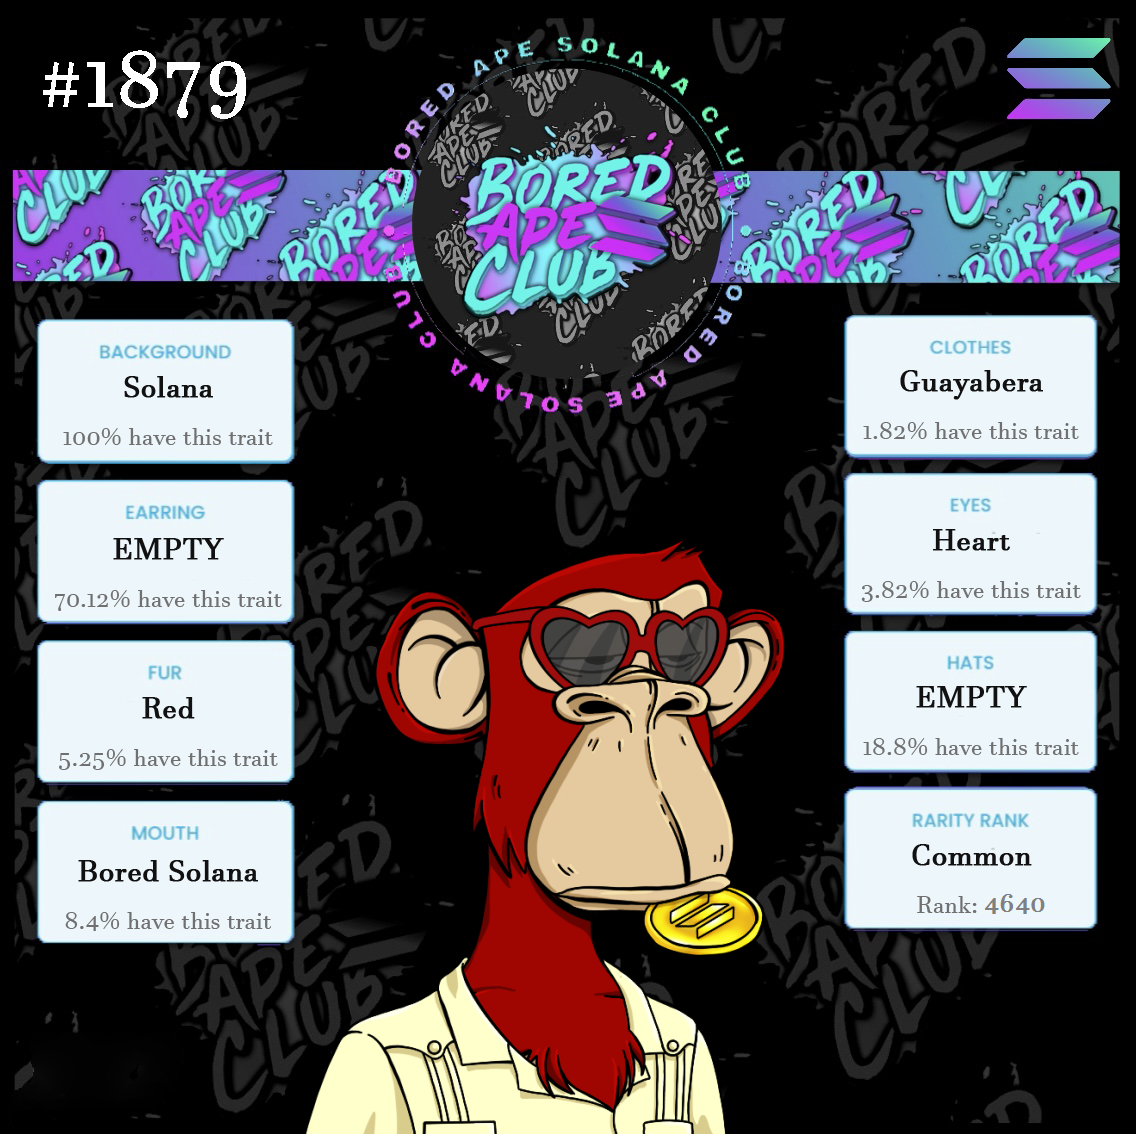 #1879
BORED APE SOLANA CLUB
BORED
APE
CLUB
BORED APE SOLANA CLUB
BACKGROUND
Solana
100% have this trait
EARRING
EMPTY
70.12% have this trait
FUR
Red
5.25% have this trait
MOUTH
Bored Solana
8.4% have this trait
CLOTHES
Guayabera
1.82% have this trait
EYES
Heart
3.82% have this trait
HATS
EMPTY
18.8% have this trait
RARITY RANK
Common
Rank: 4640